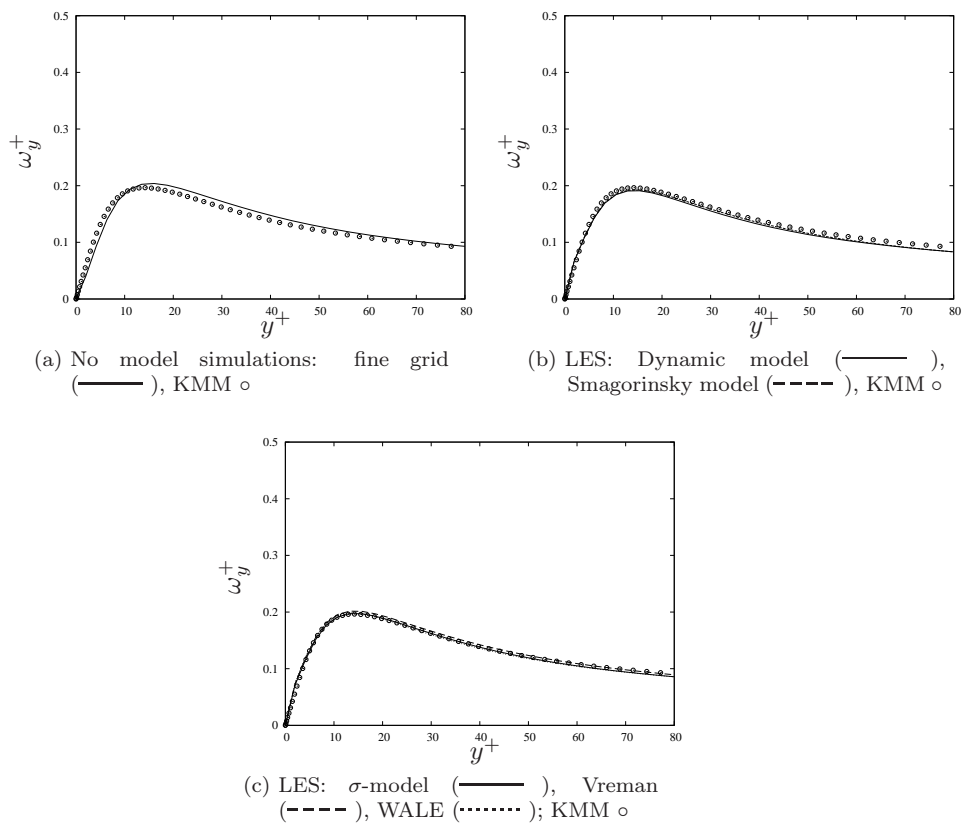 0.5
0.4
0.3
0.2
0.1
0
ω_y^+
0 10 20 30 40 50 60 70 80
y^+
(a) No model simulations: fine grid
( ), KMM ∘
0.5
0.4
0.3
0.2
0.1
0
ω_y^+
0 10 20 30 40 50 60 70 80
y^+
(b) LES: Dynamic model ( ),
Smagorinsky model ( ), KMM ∘
0.5
0.4
0.3
0.2
0.1
0
ω_y^+
0 10 20 30 40 50 60 70 80
y^+
(c) LES: σ-model ( ), Vreman
( ), WALE ( ); KMM ∘